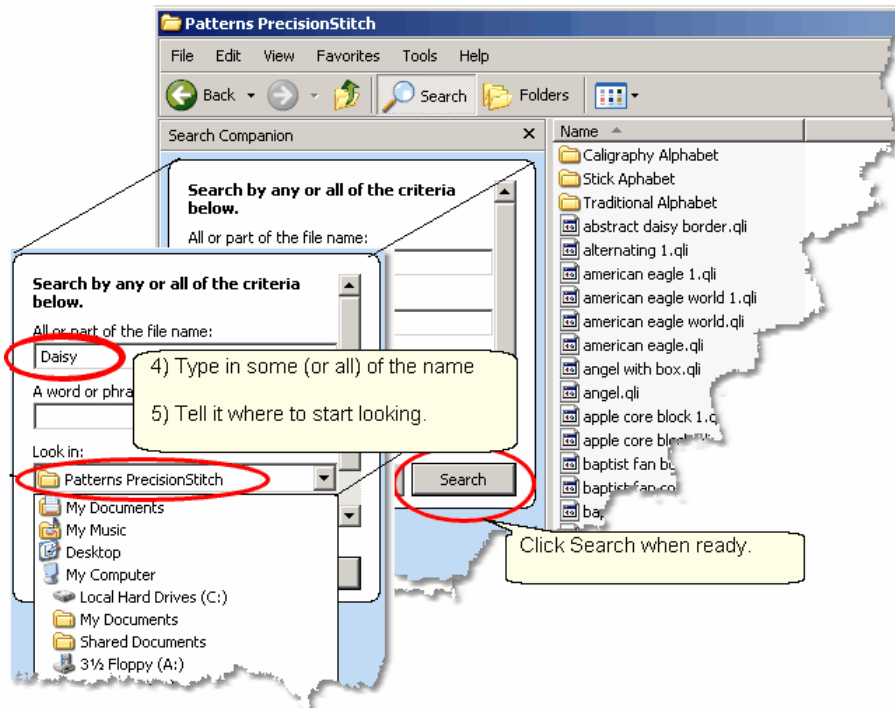 Patterns PrecisionStitch
File Edit View Favorites Tools Help
Back Search Folders
Search Companion
Search by any or all of the criteria
below.
All or part of the file name:
Search
Search by any or all of the criteria
below.
All or part of the file name:
Daisy
A word or
Look in:
Patterns PrecisionStitch
My Documents
My Music
Desktop
My Computer
Local Hard Drives (C:)
My Documents
Shared Documents
3½ Floppy (A:)
4) Type in some (or all) of the name
5) Tell it where to start looking.
Click Search when ready.
Name
Caligraphy Alphabet
Stick Aphabet
Traditional Alphabet
abstract daisy border.qli
alternating 1.qli
american eagle 1.qli
american eagle world 1.qli
american eagle world.qli
american eagle.qli
angel with box.qli
angel.qli
apple core block 1.
apple core
baptist fan
baptist fan